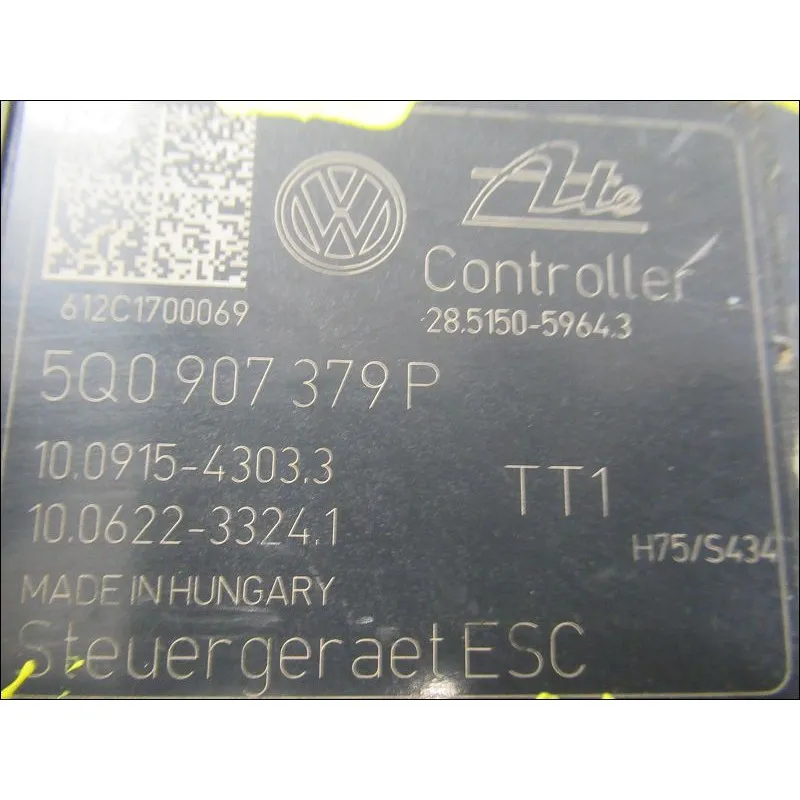 VW
Ate
Controller
28.5150-5964.3
612C1700069
5Q0 907 379 P
10.0915-4303.3
10.0622-3324.1
TT1
H75/S434
MADE IN HUNGARY
Steuergeraet ESC